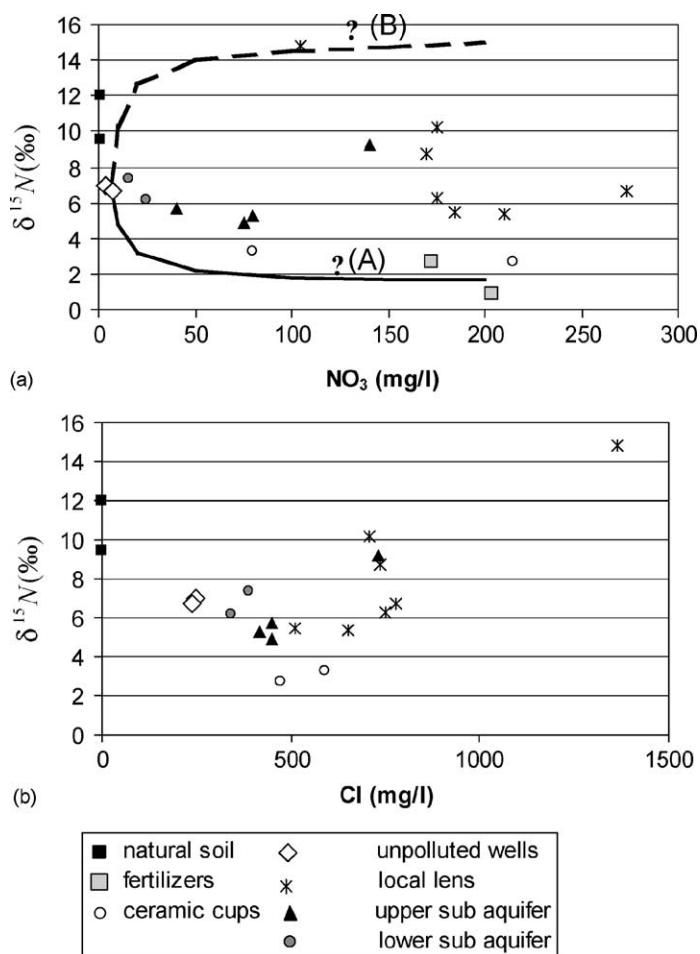 16
? (B)
14
12
10
8
6
4
2
? (A)
0
0 50 100 150 200 250 300
δ ¹⁵N(‰)
(a) NO₃ (mg/l)
16
14
12
10
8
6
4
2
0
0 500 1000 1500
δ ¹⁵N(‰)
(b) Cl (mg/l)
natural soil unpolluted wells
fertilizers local lens
ceramic cups upper sub aquifer
lower sub aquifer